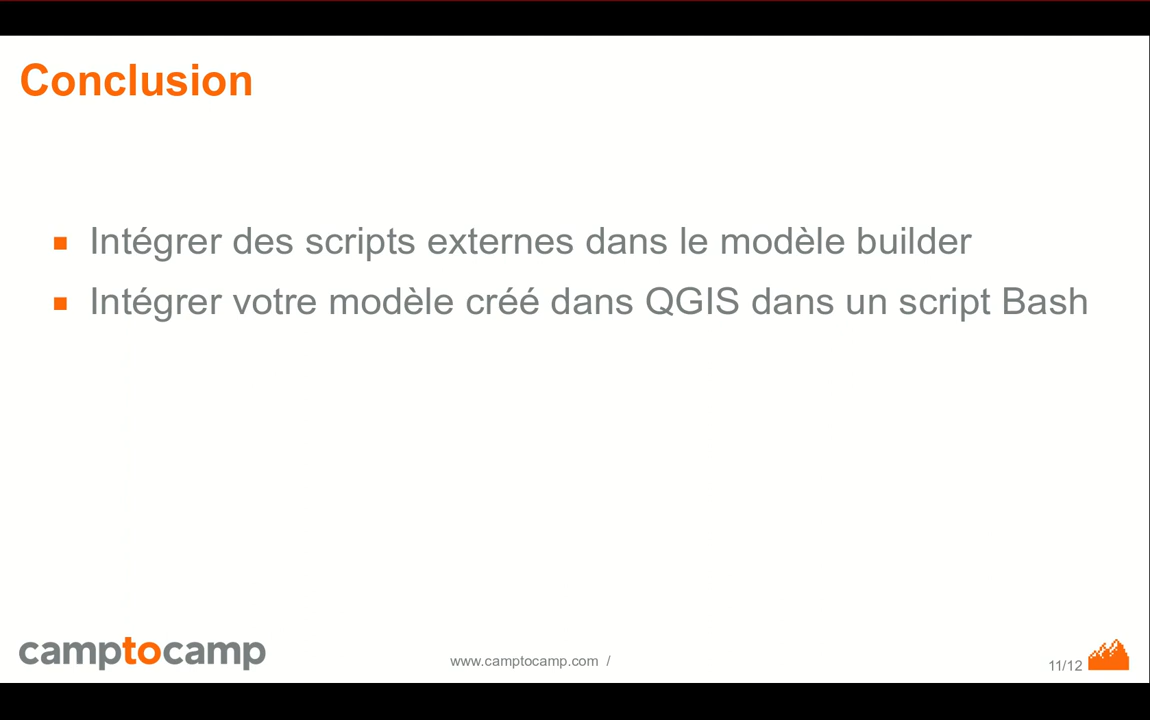 Conclusion
Intégrer des scripts externes dans le modèle builder
Intégrer votre modèle créé dans QGIS dans un script Bash
camptocamp
www.camptocamp.com /
11/12